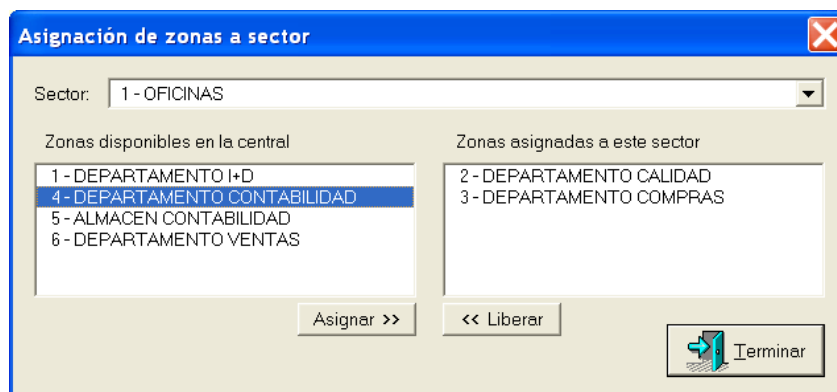 Asignación de zonas a sector
Sector: 1 - OFICINAS
Zonas disponibles en la central
1 - DEPARTAMENTO I+D
4 - DEPARTAMENTO CONTABILIDAD
5 - ALMACEN CONTABILIDAD
6 - DEPARTAMENTO VENTAS
Asignar >>
Zonas asignadas a este sector
2 - DEPARTAMENTO CALIDAD
3 - DEPARTAMENTO COMPRAS
<< Liberar
Terminar